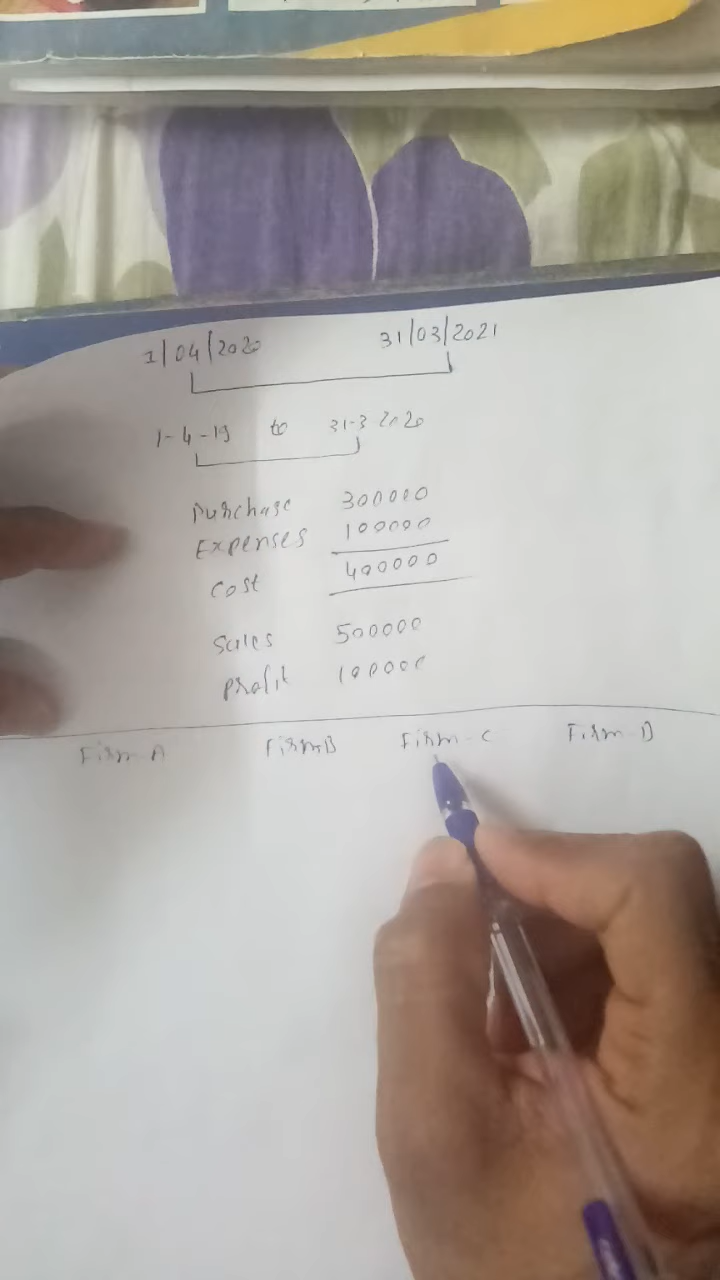 1/04/2020 31/03/2021
1-4-19 to 31-3 2020
Purchase 300000
Expenses 100000
Cost 400000
Sales 500000
Profit 100000
Firm-A Firm B Firm-C Firm-D